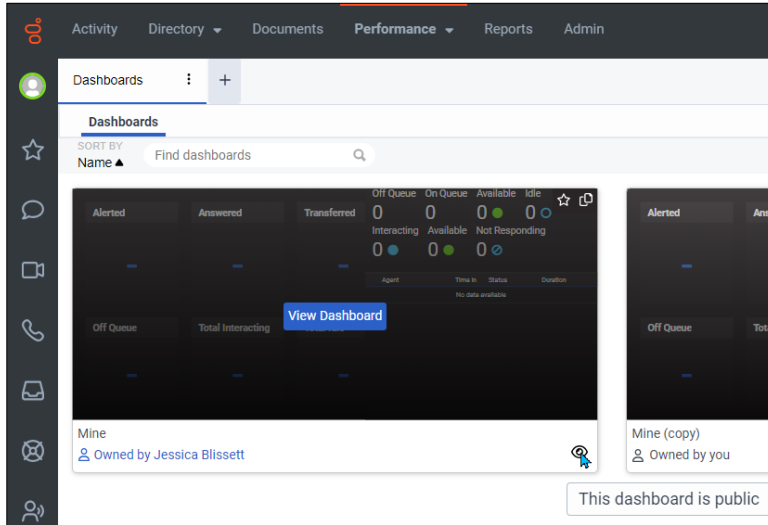 Activity Directory Documents Performance Reports Admin
Dashboards
Dashboards
SORT BY
Name Find dashboards
Off Queue On Queue Available Idle
0 0 0 0
Interacting Available Not Responding
0 0 0
Agent Time In Status Duration
No data available
Alerted Answered Transferred
Off Queue Total Interacting
View Dashboard
Mine
Owned by Jessica Blissett
Alerted
Off Queue
Mine (copy)
Owned by you
This dashboard is public